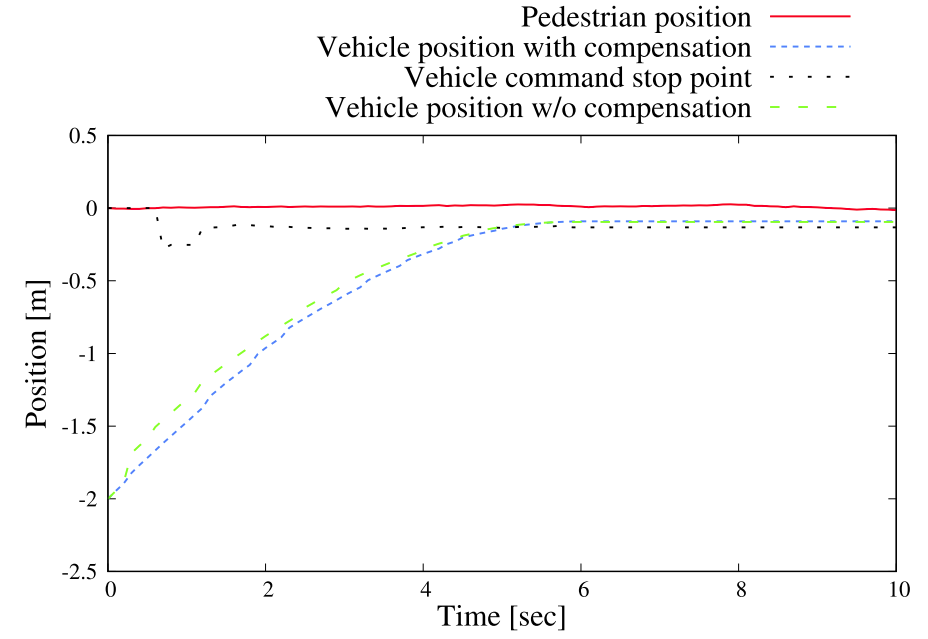 Pedestrian position
Vehicle position with compensation
Vehicle command stop point
Vehicle position w/o compensation
0.5
0
-0.5
-1
-1.5
-2
-2.5
Position [m]
0 2 4 6 8 10
Time [sec]